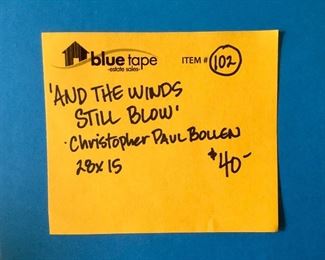 blue tape
-estate sales-
ITEM # 102
'AND THE WINDS
STILL BLOW'
· Christopher Paul Bollen
28x15
$40-